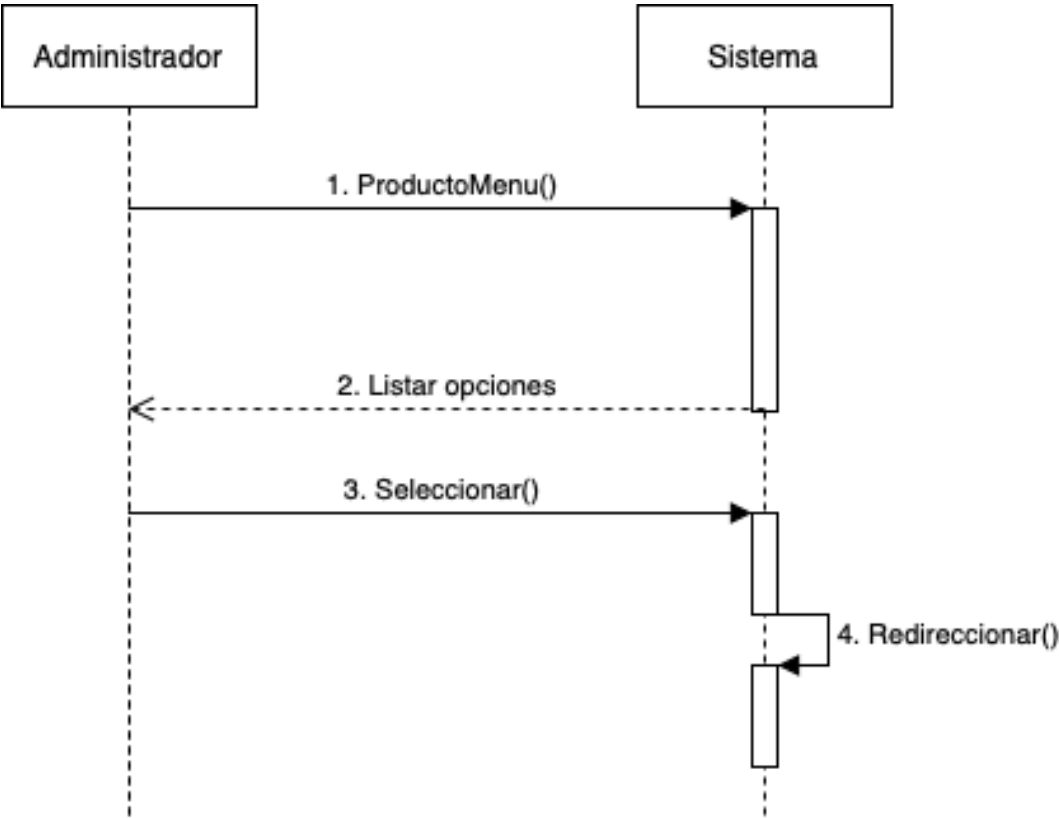 Administrador
Sistema
1. ProductoMenu()
2. Listar opciones
3. Seleccionar()
4. Redireccionar()